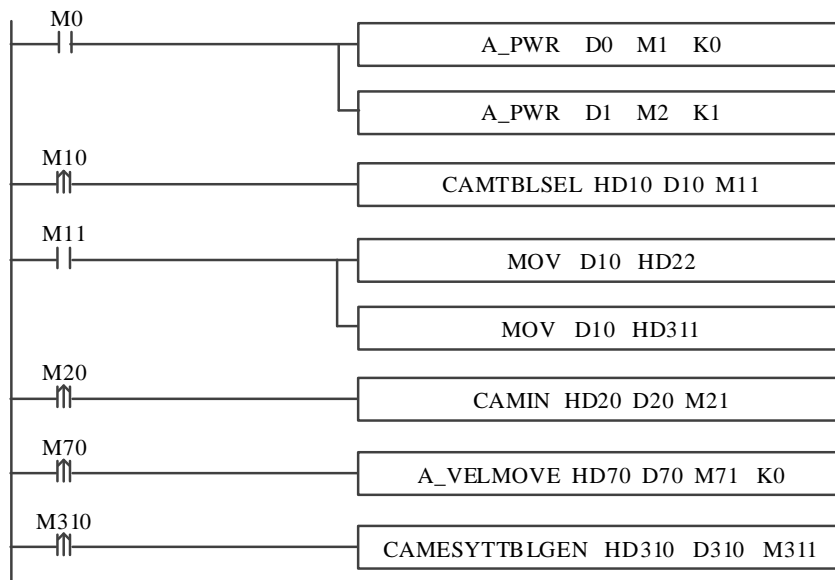 M0
A_PWR D0 M1 K0
A_PWR D1 M2 K1
M10
CAMTBLSEL HD10 D10 M11
M11
MOV D10 HD22
MOV D10 HD311
M20
CAMIN HD20 D20 M21
M70
A_VELMOVE HD70 D70 M71 K0
M310
CAMESYTTBLGEN HD310 D310 M311